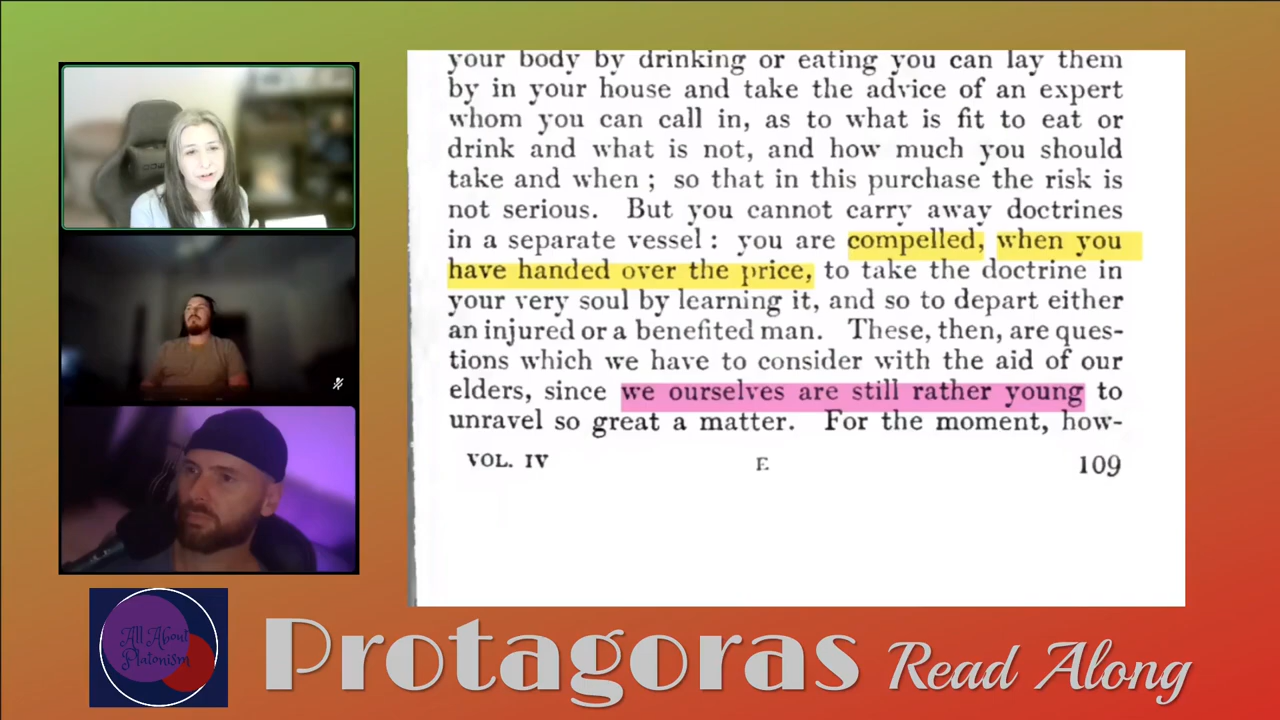 your body by drinking or eating you can lay them
by in your house and take the advice of an expert
whom you can call in, as to what is fit to eat or
drink and what is not, and how much you should
take and when ; so that in this purchase the risk is
not serious. But you cannot carry away doctrines
in a separate vessel : you are compelled, when you
have handed over the price, to take the doctrine in
your very soul by learning it, and so to depart either
an injured or a benefited man. These, then, are ques-
tions which we have to consider with the aid of our
elders, since we ourselves are still rather young to
unravel so great a matter. For the moment, how-
VOL. IV E 109
All About
Platonism
Protagoras Read Along